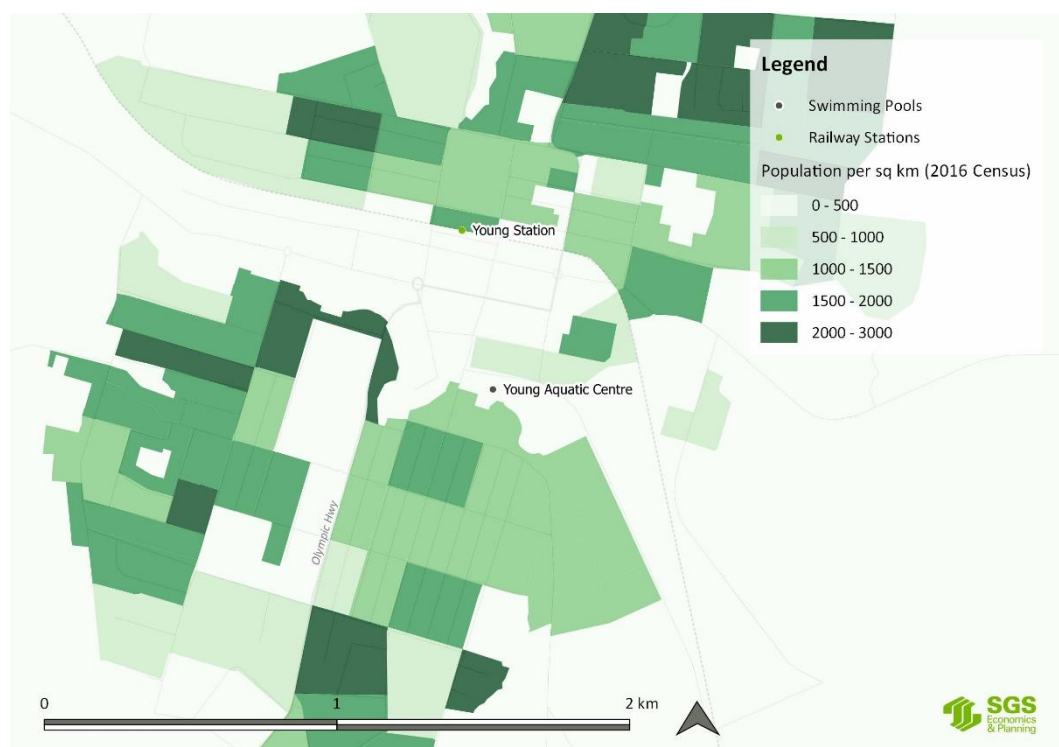 Legend
Swimming Pools
Railway Stations
Population per sq km (2016 Census)
0 - 500
500 - 1000
1000 - 1500
1500 - 2000
2000 - 3000
Young Station
Young Aquatic Centre
Olympic Hwy
0 1 2 km
SGS
Economics
& Planning